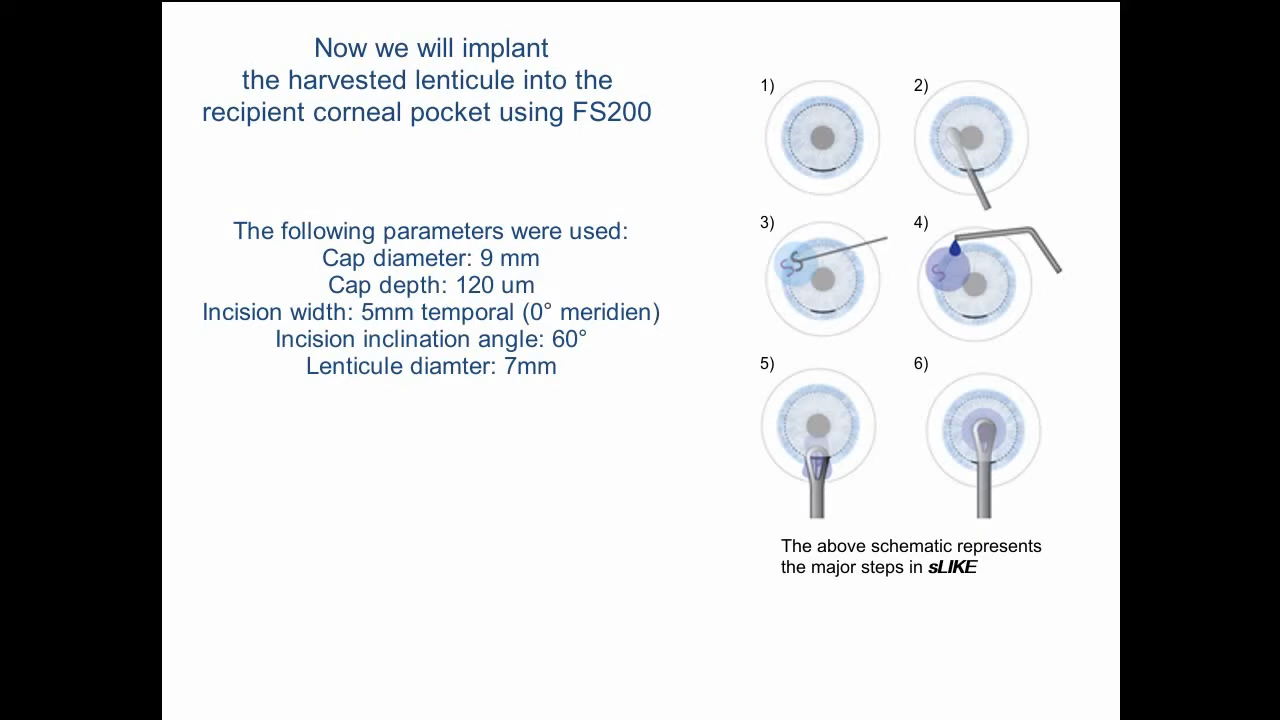 Now we will implant
the harvested lenticule into the
recipient corneal pocket using FS200
The following parameters were used:
Cap diameter: 9 mm
Cap depth: 120 um
Incision width: 5mm temporal (0° meridien)
Incision inclination angle: 60°
Lenticule diamter: 7mm
1)
2)
3)
S S
4)
S
5)
6)
The above schematic represents
the major steps in sLIKE